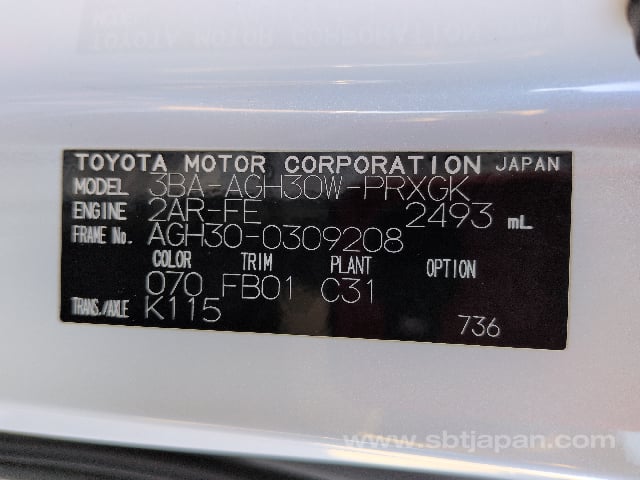 TOYOTA MOTOR CORPORATION JAPAN
MODEL 3BA-AGH30W-PRXGK
ENGINE 2AR-FE 2493 mL
FRAME No. AGH30-0309208
COLOR TRIM PLANT OPTION
070 FB01 C31
TRANS./AXLE K115
736
www.sbtjapan.com